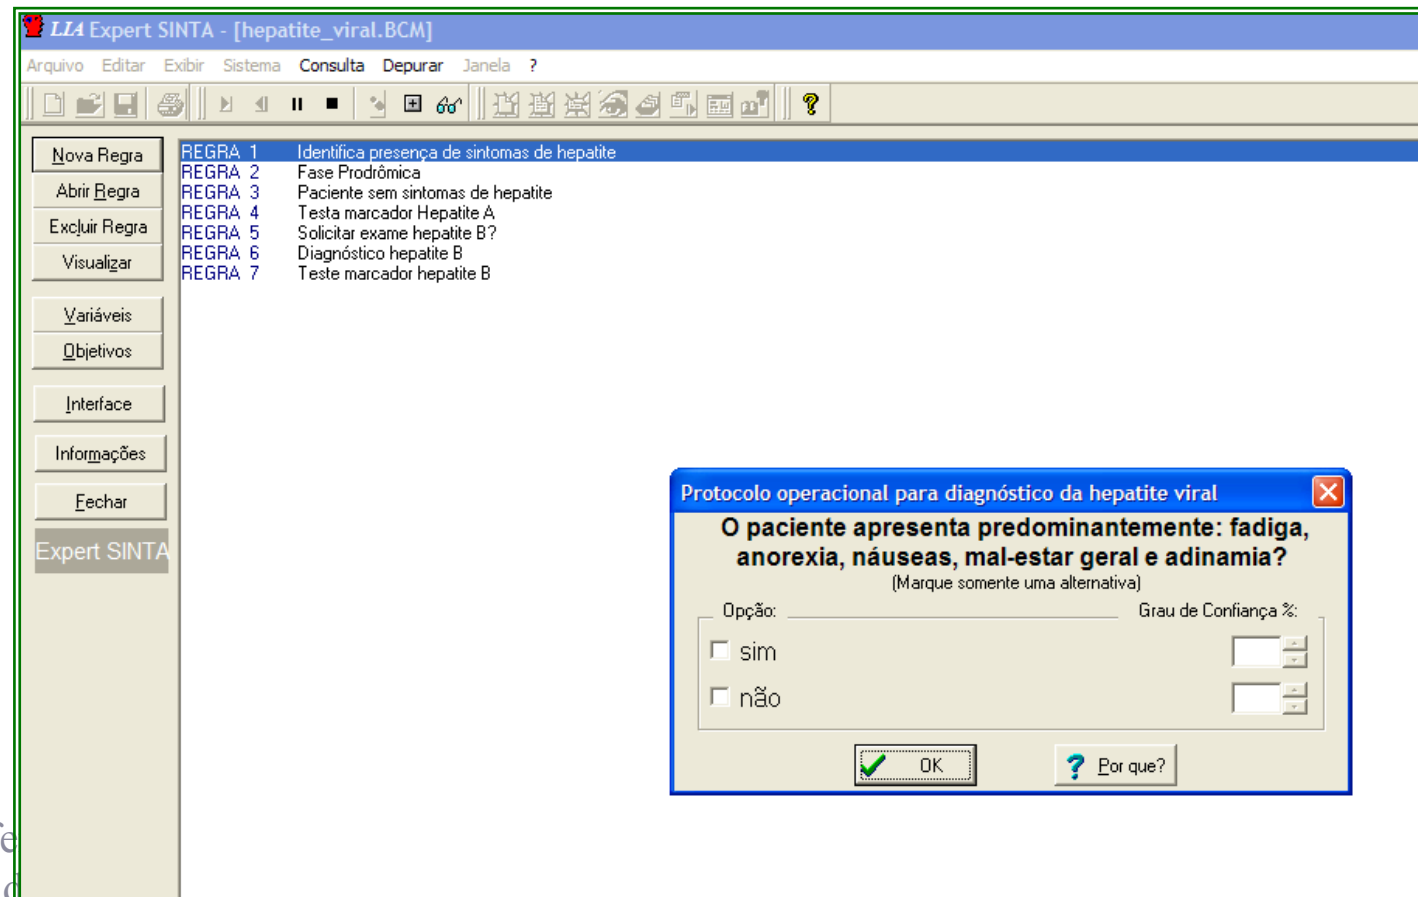 LIA Expert SINTA - [hepatite_viral.BCM]
Arquivo Editar Exibir Sistema Consulta Depurar Janela ?
Nova Regra
Abrir Regra
Excluir Regra
Visualizar
Variáveis
Objetivos
Interface
Informações
Fechar
Expert SINTA
REGRA 1 Identifica presença de sintomas de hepatite
REGRA 2 Fase Prodrômica
REGRA 3 Paciente sem sintomas de hepatite
REGRA 4 Testa marcador Hepatite A
REGRA 5 Solicitar exame hepatite B?
REGRA 6 Diagnóstico hepatite B
REGRA 7 Teste marcador hepatite B
Protocolo operacional para diagnóstico da hepatite viral
O paciente apresenta predominantemente: fadiga,
anorexia, náuseas, mal-estar geral e adinamia?
(Marque somente uma alternativa)
Opção: Grau de Confiança %:
sim
não
OK
Por que?